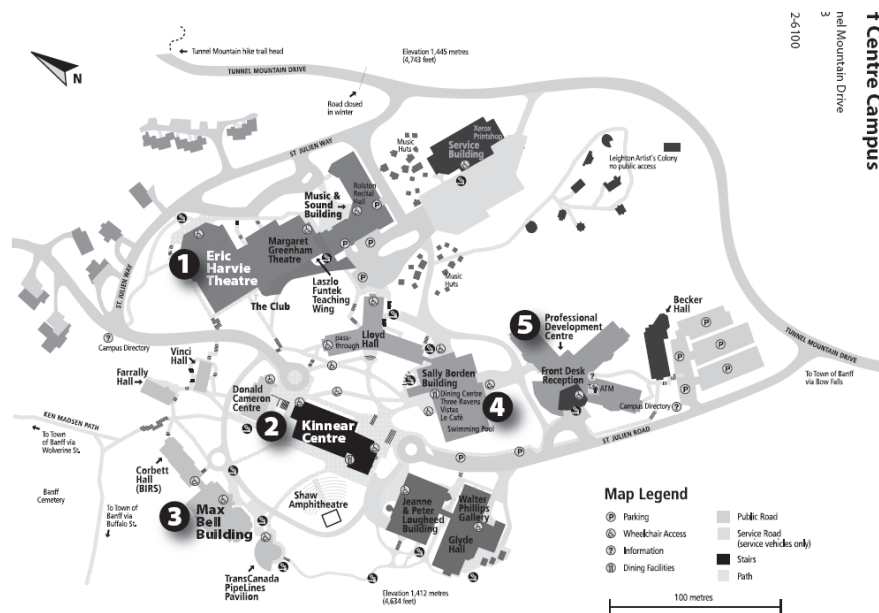 Centre Campus
nel Mountain Drive
3
2-6100
N
Tunnel Mountain hike trail head
Elevation 1,445 metres
(4,743 feet)
TUNNEL MOUNTAIN DRIVE
Road closed
in winter
ST JULIEN WAY
Music
Huts
Xerox
Printshop
Service
Building
Leighton Artist's Colony
no public access
Music &
Sound
Building
Rolston
Recital
Hall
1
Eric
Harvie
Theatre
Margaret
Greenham
Theatre
Laszlo
Funtek
Teaching
Wing
The Club
Music
Huts
ST. JULIEN WAY
Campus Directory
Vinci
Hall
Farrally
Hall
pass-
through
Lloyd
Hall
5
Professional
Development
Centre
Becker
Hall
TUNNEL MOUNTAIN DRIVE
To Town of Banff
via Bow Falls
Front Desk
Reception
ATM
Campus Directory
Sally Borden
Building
Dining Centre
Three Ravens
Vistas
Le Café
Swimming Pool
4
Donald
Cameron
Centre
2
Kinnear
Centre
ST JULIEN ROAD
KEN MADSEN PATH
To Town
of Banff via
Wolverine St.
Banff
Cemetery
To Town of
Banff via
Buffalo St.
Corbett
Hall
(BIRS)
3
Max
Bell
Building
Shaw
Amphitheatre
TransCanada
PipeLines
Pavilion
Jeanne
& Peter
Lougheed
Building
Walter
Phillips
Gallery
Glyde
Hall
Elevation 1,412 metres
(4,634 feet)
Map Legend
P Parking
Wheelchair Access
? Information
Dining Facilities
Public Road
Service Road
(service vehicles only)
Stairs
Path
100 metres